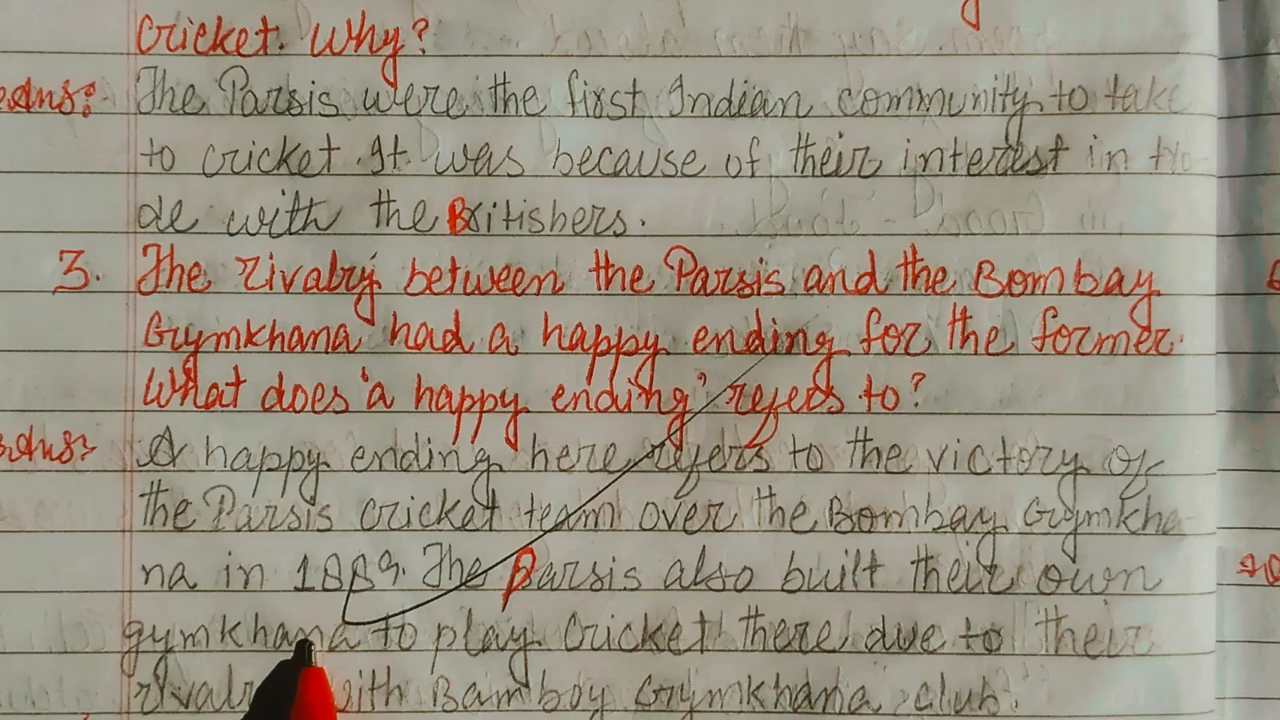 Cricket. Why?
Ans: The Parsis were the first Indian community to take
to cricket. It was because of their interest in tra-
de with the Britishers.
3. The rivalry between the Parsis and the Bombay
Gymkhana had a happy ending for the former.
What does 'a happy ending' refers to?
Ans: A happy ending here refers to the victory of
the Parsis cricket team over the Bombay Gymkha-
na in 1889. The Parsis also built their own
gymkhana to play cricket there, due to their
rivalry with Bamboy Gymkhana club.